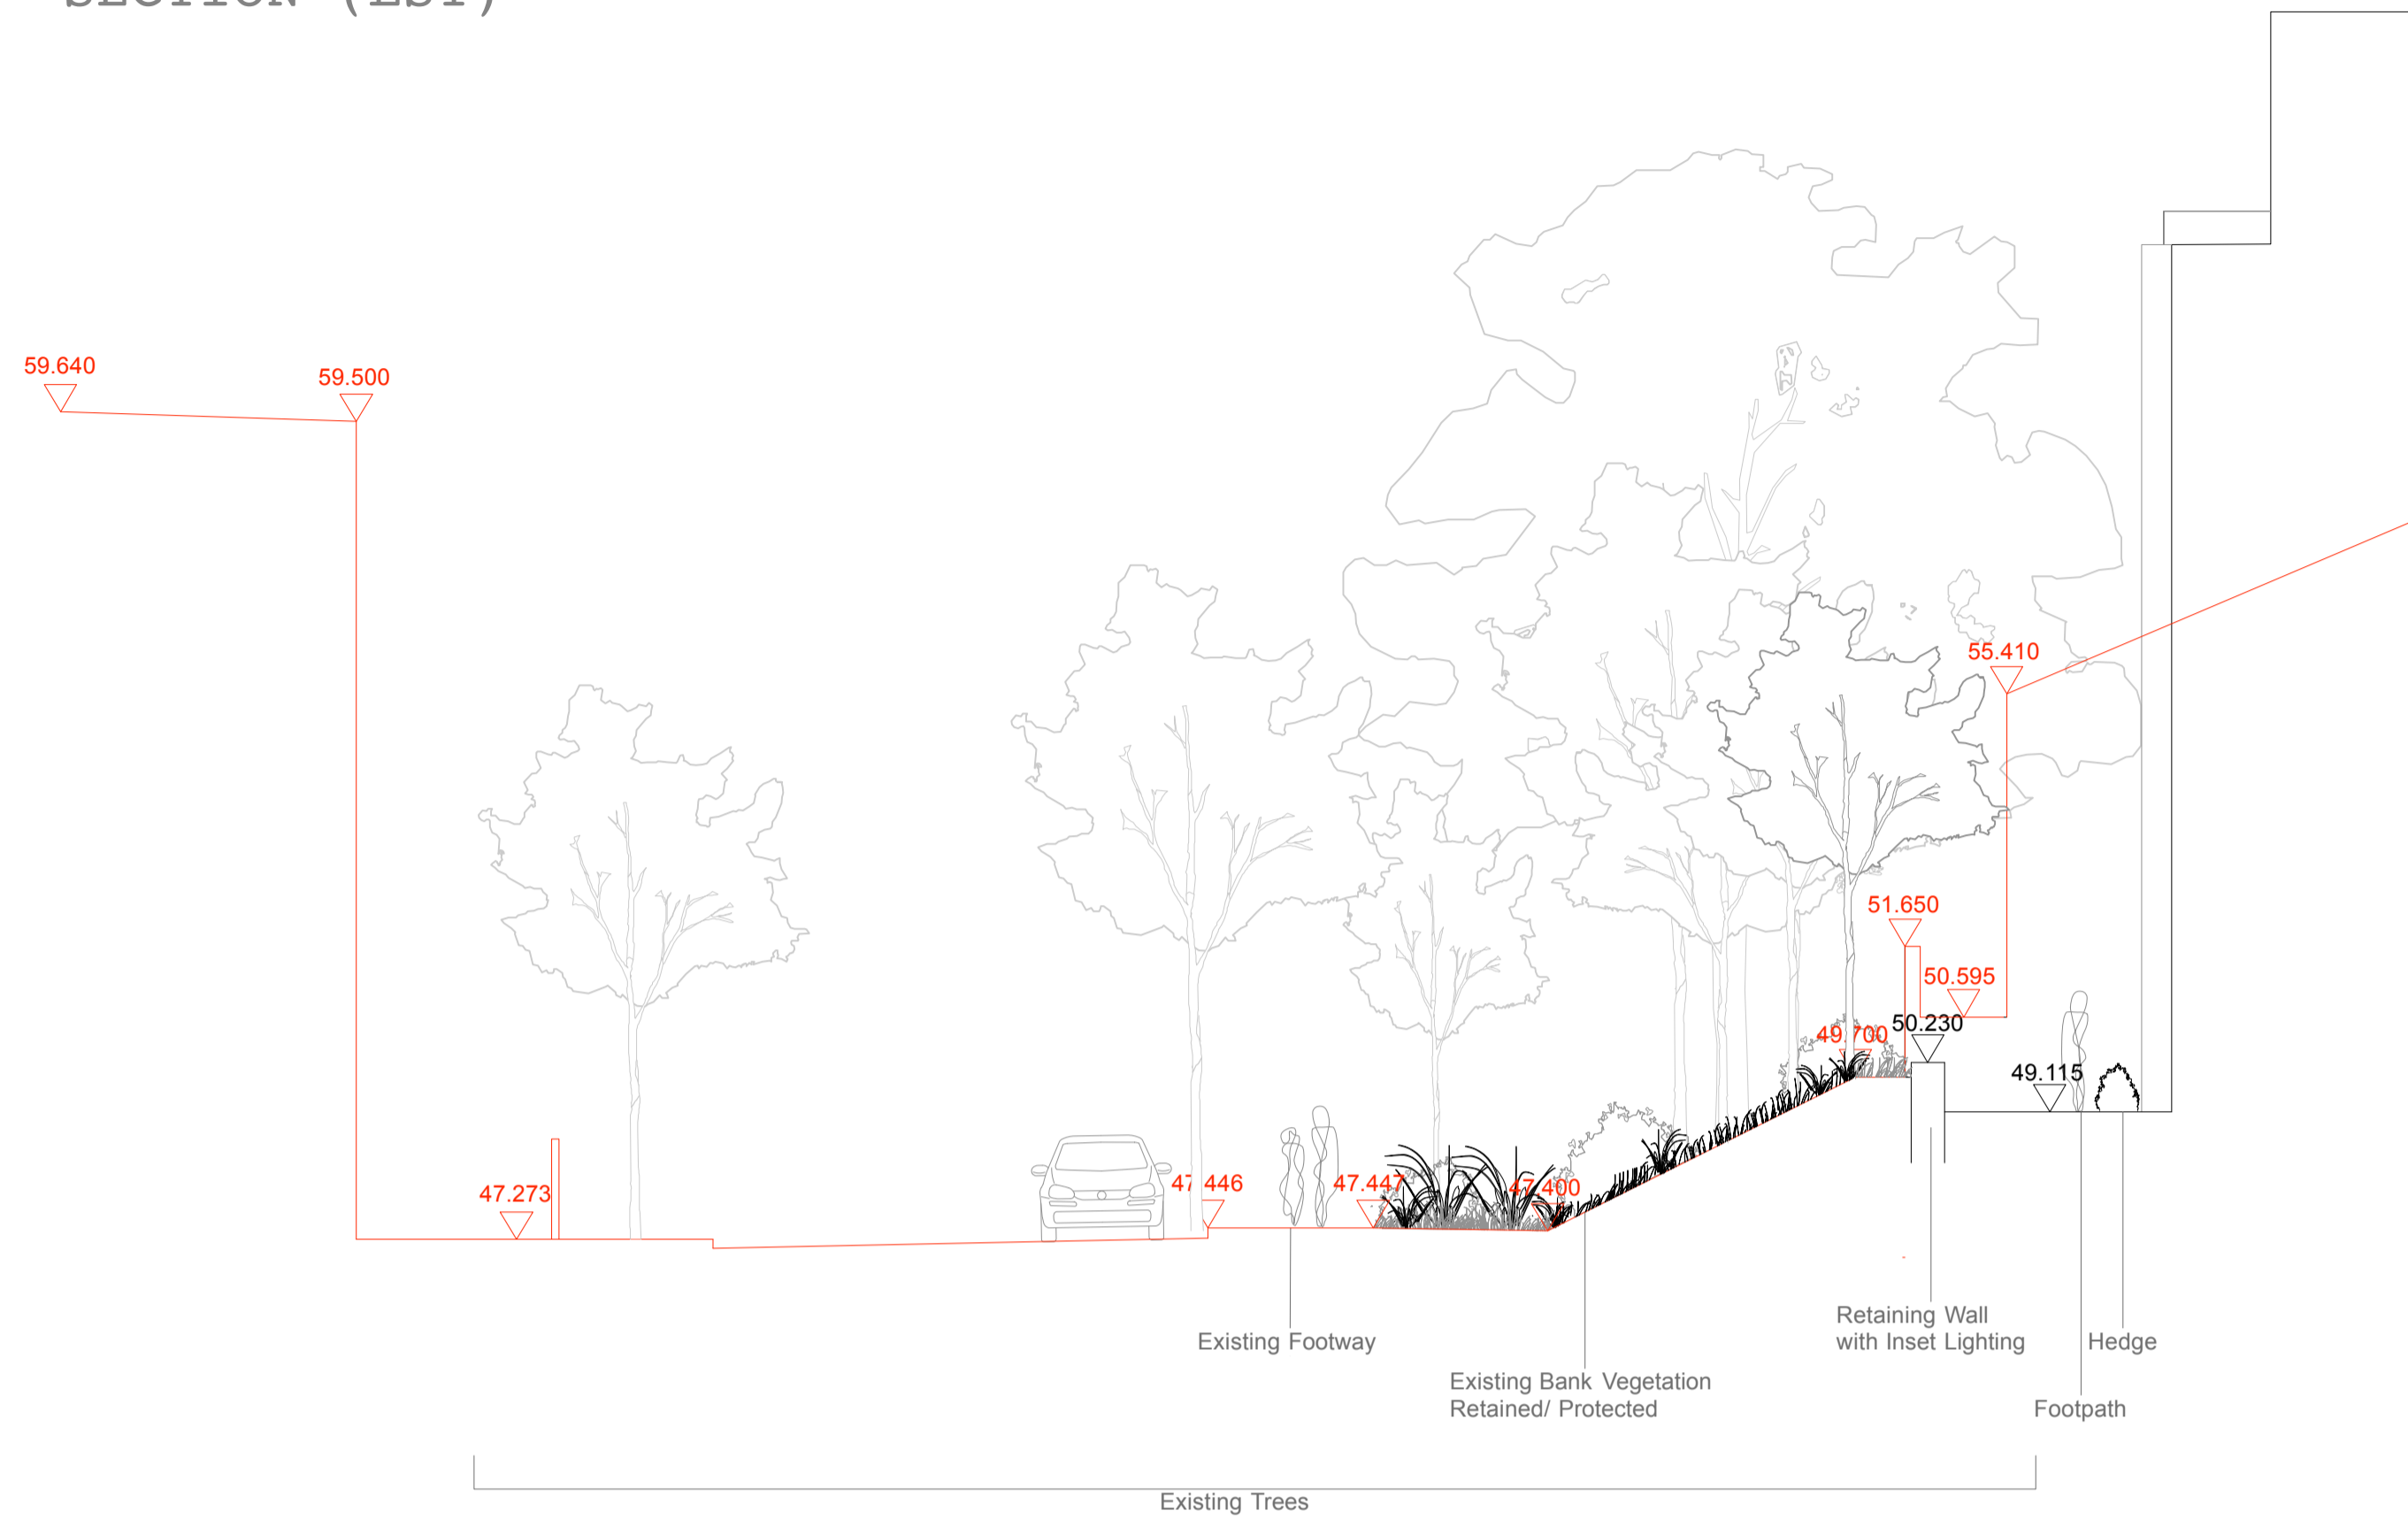 SECTION (EST)
59.640
59.500
55.410
51.650
50.595
50.230
49.700
49.115
47.273
47.446
47.447
47.400
Retaining Wall
with Inset Lighting
Existing Footway
Hedge
Existing Bank Vegetation
Retained/ Protected
Footpath
Existing Trees